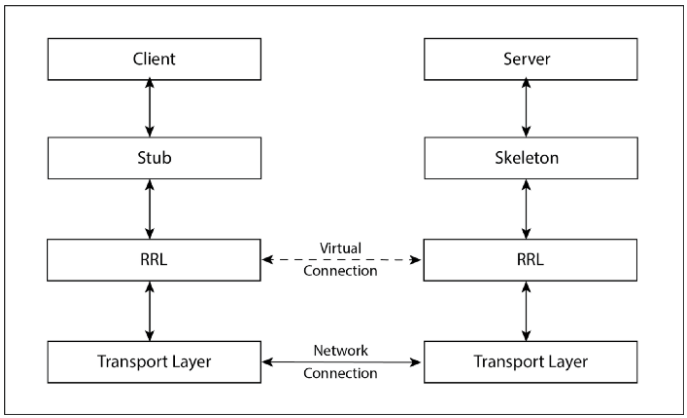 Client
Server
Stub
Skeleton
RRL
Virtual
Connection
RRL
Transport Layer
Network
Connection
Transport Layer